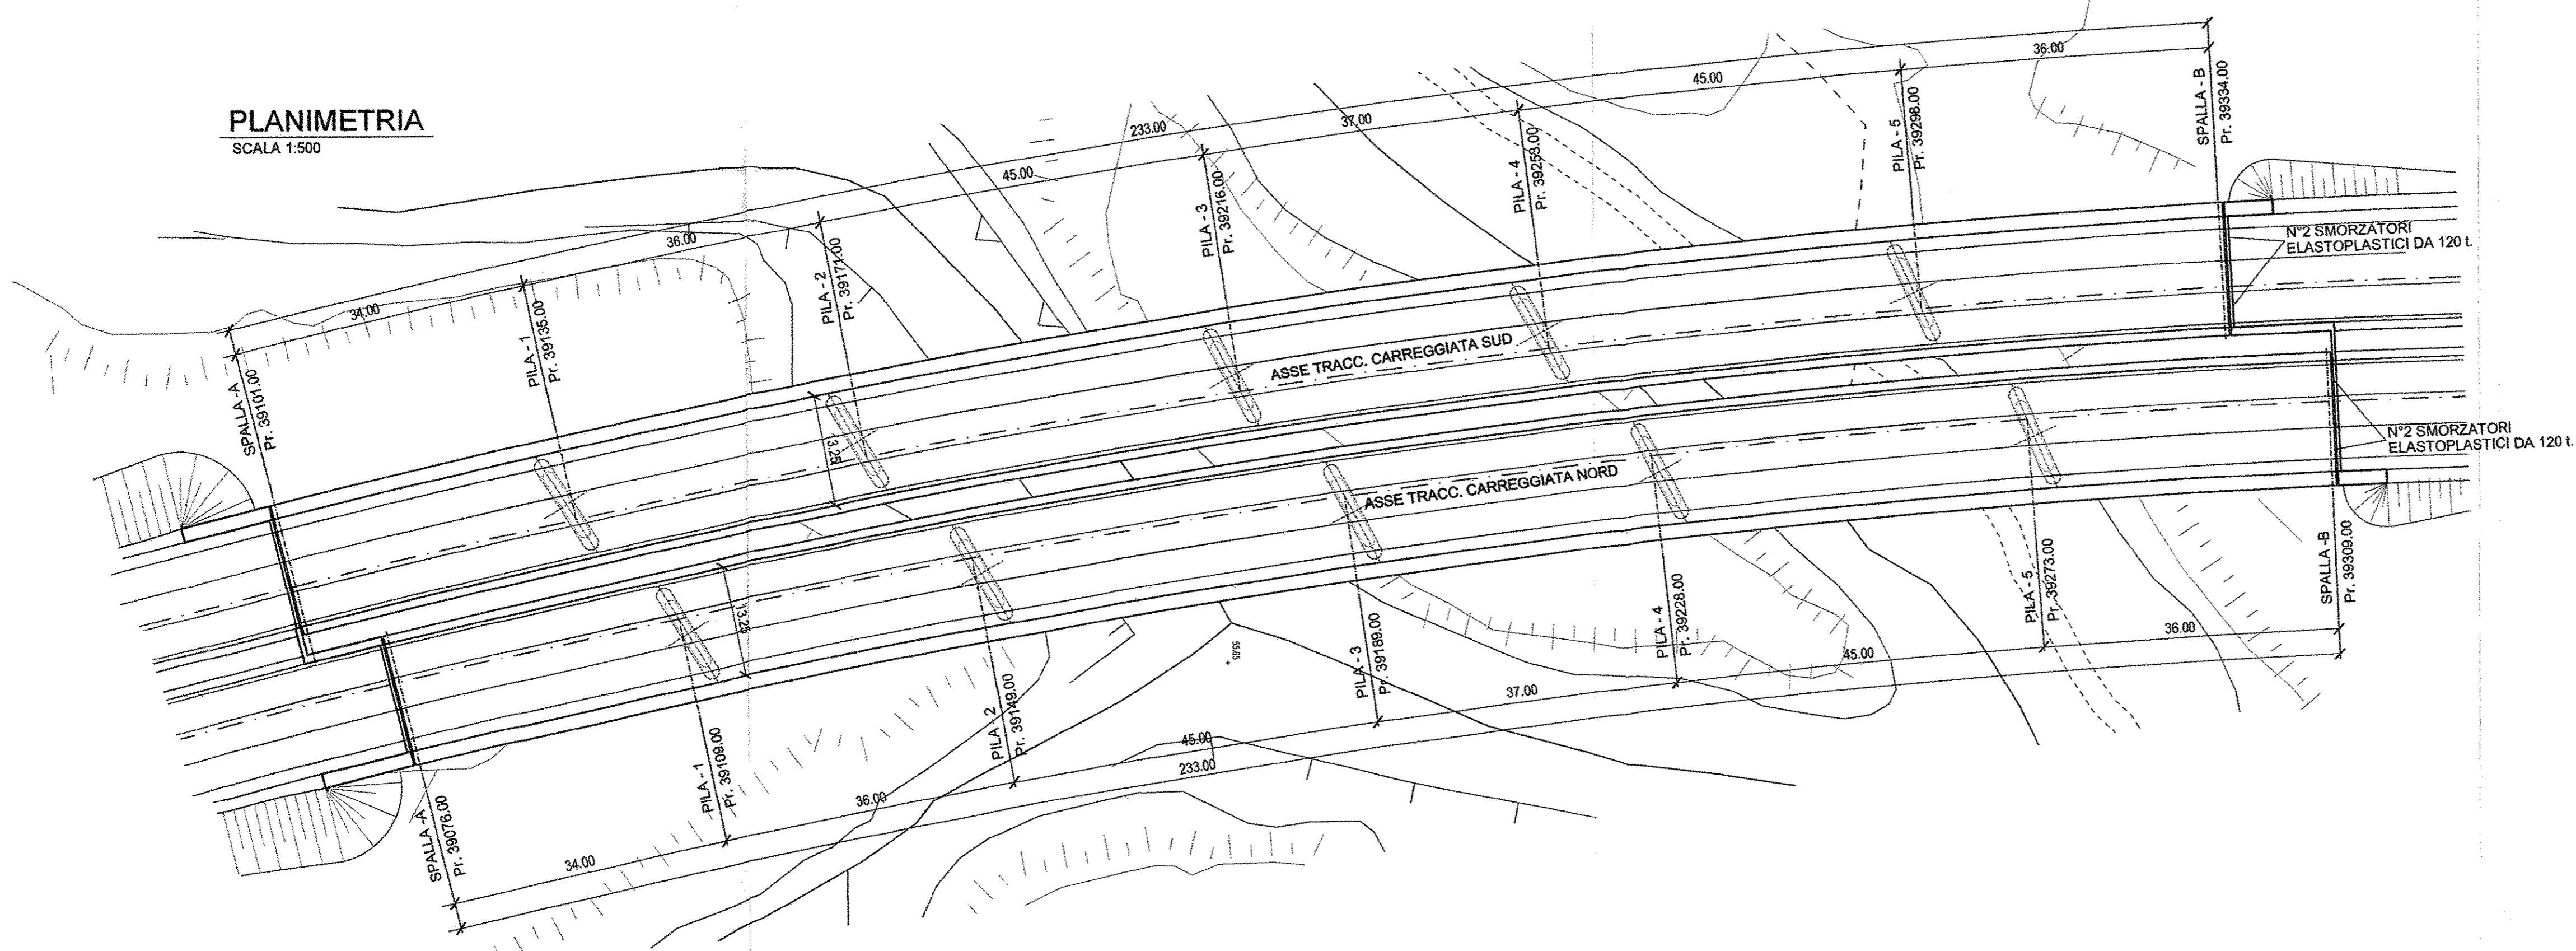 PLANIMETRIA
SCALA 1:500
233.00
34.00
36.00
45.00
37.00
45.00
36.00
SPALLA -A
Pr. 39101.00
PILA - 1
Pr. 39135.00
PILA - 2
Pr. 39171.00
PILA - 3
Pr. 39216.00
PILA - 4
Pr. 39253.00
PILA - 5
Pr. 39298.00
SPALLA - B
Pr. 39334.00
N°2 SMORZATORI
ELASTOPLASTICI DA 120 t.
ASSE TRACC. CARREGGIATA SUD
13.25
ASSE TRACC. CARREGGIATA NORD
13.25
N°2 SMORZATORI
ELASTOPLASTICI DA 120 t.
55.65
SPALLA -A
Pr. 39076.00
PILA - 1
Pr. 39109.00
PILA - 2
Pr. 39149.00
PILA - 3
Pr. 39189.00
PILA - 4
Pr. 39228.00
PILA - 5
Pr. 39273.00
SPALLA -B
Pr. 39309.00
34.00
36.00
45.00
37.00
45.00
36.00
233.00